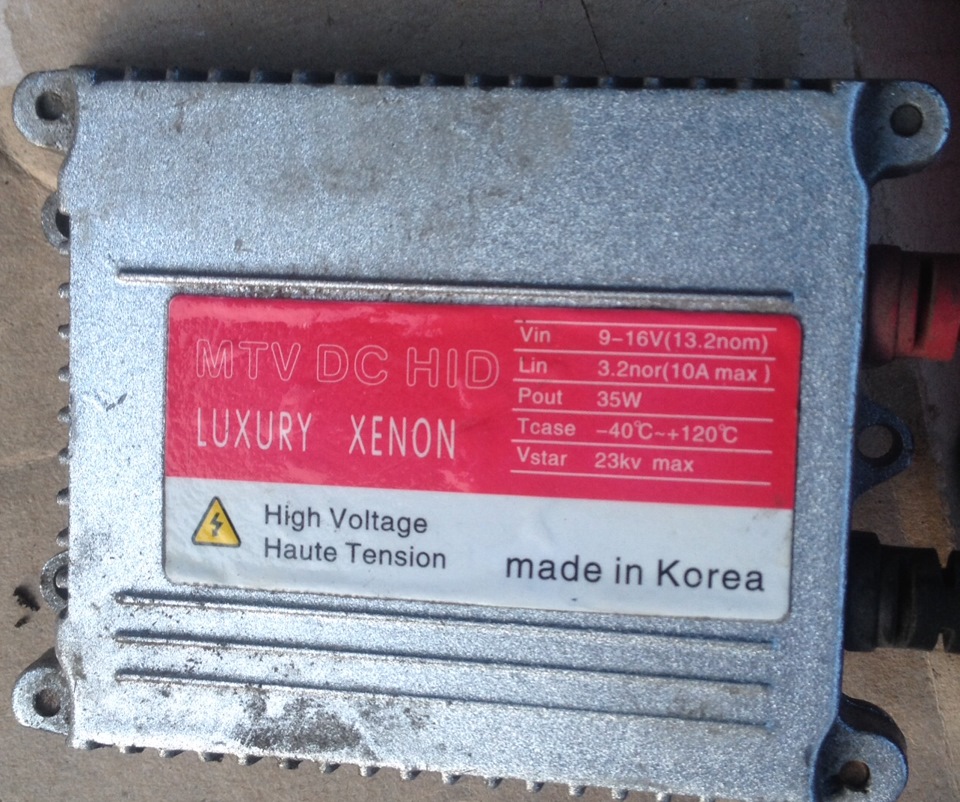 MTV DC HID
LUXURY XENON
Vin 9-16V(13.2nom)
Lin 3.2nor(10A max)
Pout 35W
Tcase -40℃~+120℃
Vstar 23kv max
High Voltage
Haute Tension
made in Korea